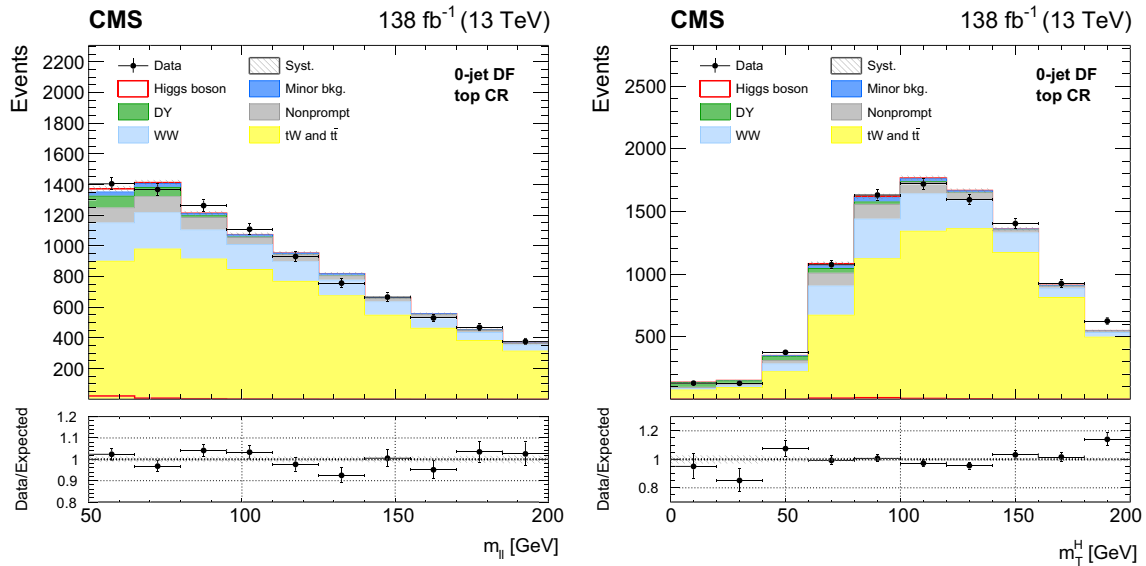 CMS 138 fb⁻¹ (13 TeV)
Events
Data
Syst.
Higgs boson
Minor bkg.
DY
Nonprompt
WW
tW and tt̄
0-jet DF
top CR
2200
2000
1800
1600
1400
1200
1000
800
600
400
200
Data/Expected
1.2
1.1
1
0.9
0.8
50 100 150 200
m_ll [GeV]
CMS 138 fb⁻¹ (13 TeV)
Events
Data
Syst.
Higgs boson
Minor bkg.
DY
Nonprompt
WW
tW and tt̄
0-jet DF
top CR
2500
2000
1500
1000
500
Data/Expected
1.2
1
0.8
0 50 100 150 200
m_T^H [GeV]